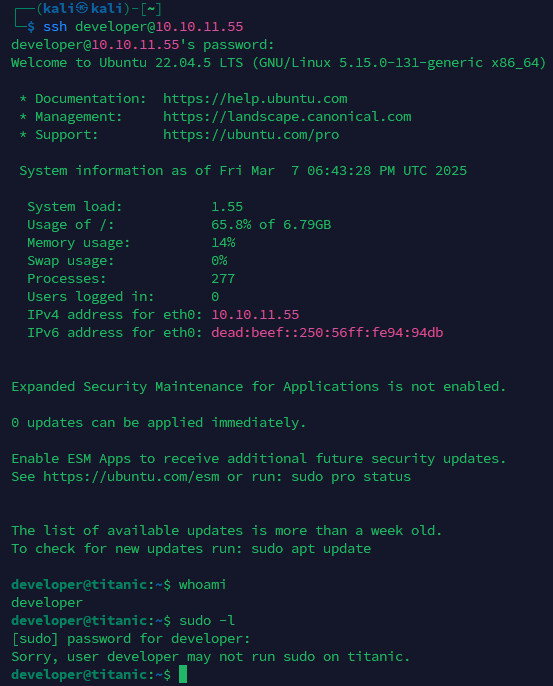 ┌──(kali㉿kali)-[~]
└─$ ssh developer@10.10.11.55
developer@10.10.11.55's password:
Welcome to Ubuntu 22.04.5 LTS (GNU/Linux 5.15.0-131-generic x86_64)
* Documentation:  https://help.ubuntu.com
* Management:     https://landscape.canonical.com
* Support:        https://ubuntu.com/pro
System information as of Fri Mar  7 06:43:28 PM UTC 2025
System load:           1.55
Usage of /:            65.8% of 6.79GB
Memory usage:          14%
Swap usage:            0%
Processes:             277
Users logged in:       0
IPv4 address for eth0: 10.10.11.55
IPv6 address for eth0: dead:beef::250:56ff:fe94:94db
Expanded Security Maintenance for Applications is not enabled.
0 updates can be applied immediately.
Enable ESM Apps to receive additional future security updates.
See https://ubuntu.com/esm or run: sudo pro status
The list of available updates is more than a week old.
To check for new updates run: sudo apt update
developer@titanic:~$ whoami
developer
developer@titanic:~$ sudo -l
[sudo] password for developer:
Sorry, user developer may not run sudo on titanic.
developer@titanic:~$